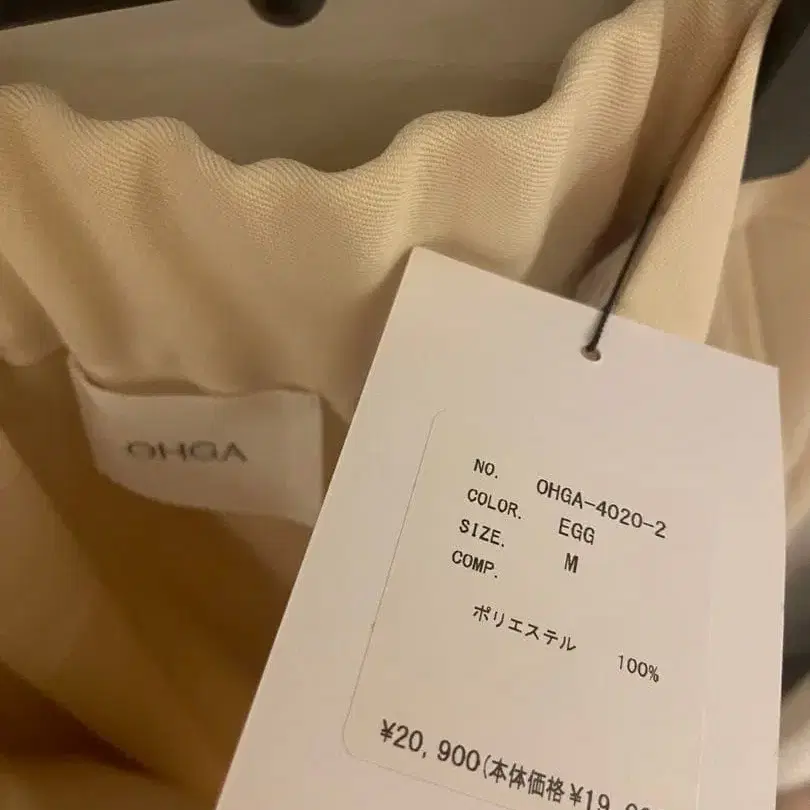 OHGA
NO. OHGA-4020-2
COLOR. EGG
SIZE. M
COMP.
ポリエステル 100%
¥20,900(本体価格¥19,